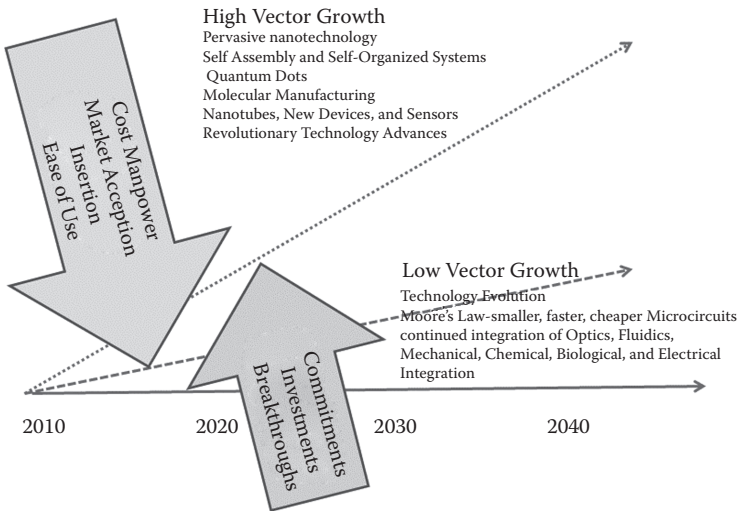 High Vector Growth
Pervasive nanotechnology
Self Assembly and Self-Organized Systems
Quantum Dots
Molecular Manufacturing
Nanotubes, New Devices, and Sensors
Revolutionary Technology Advances
Cost Manpower
Market Acception
Insertion
Ease of Use
Low Vector Growth
Technology Evolution
Moore's Law-smaller, faster, cheaper Microcircuits
continued integration of Optics, Fluidics,
Mechanical, Chemical, Biological, and Electrical
Integration
Commitments
Investments
Breakthroughs
2010 2020 2030 2040